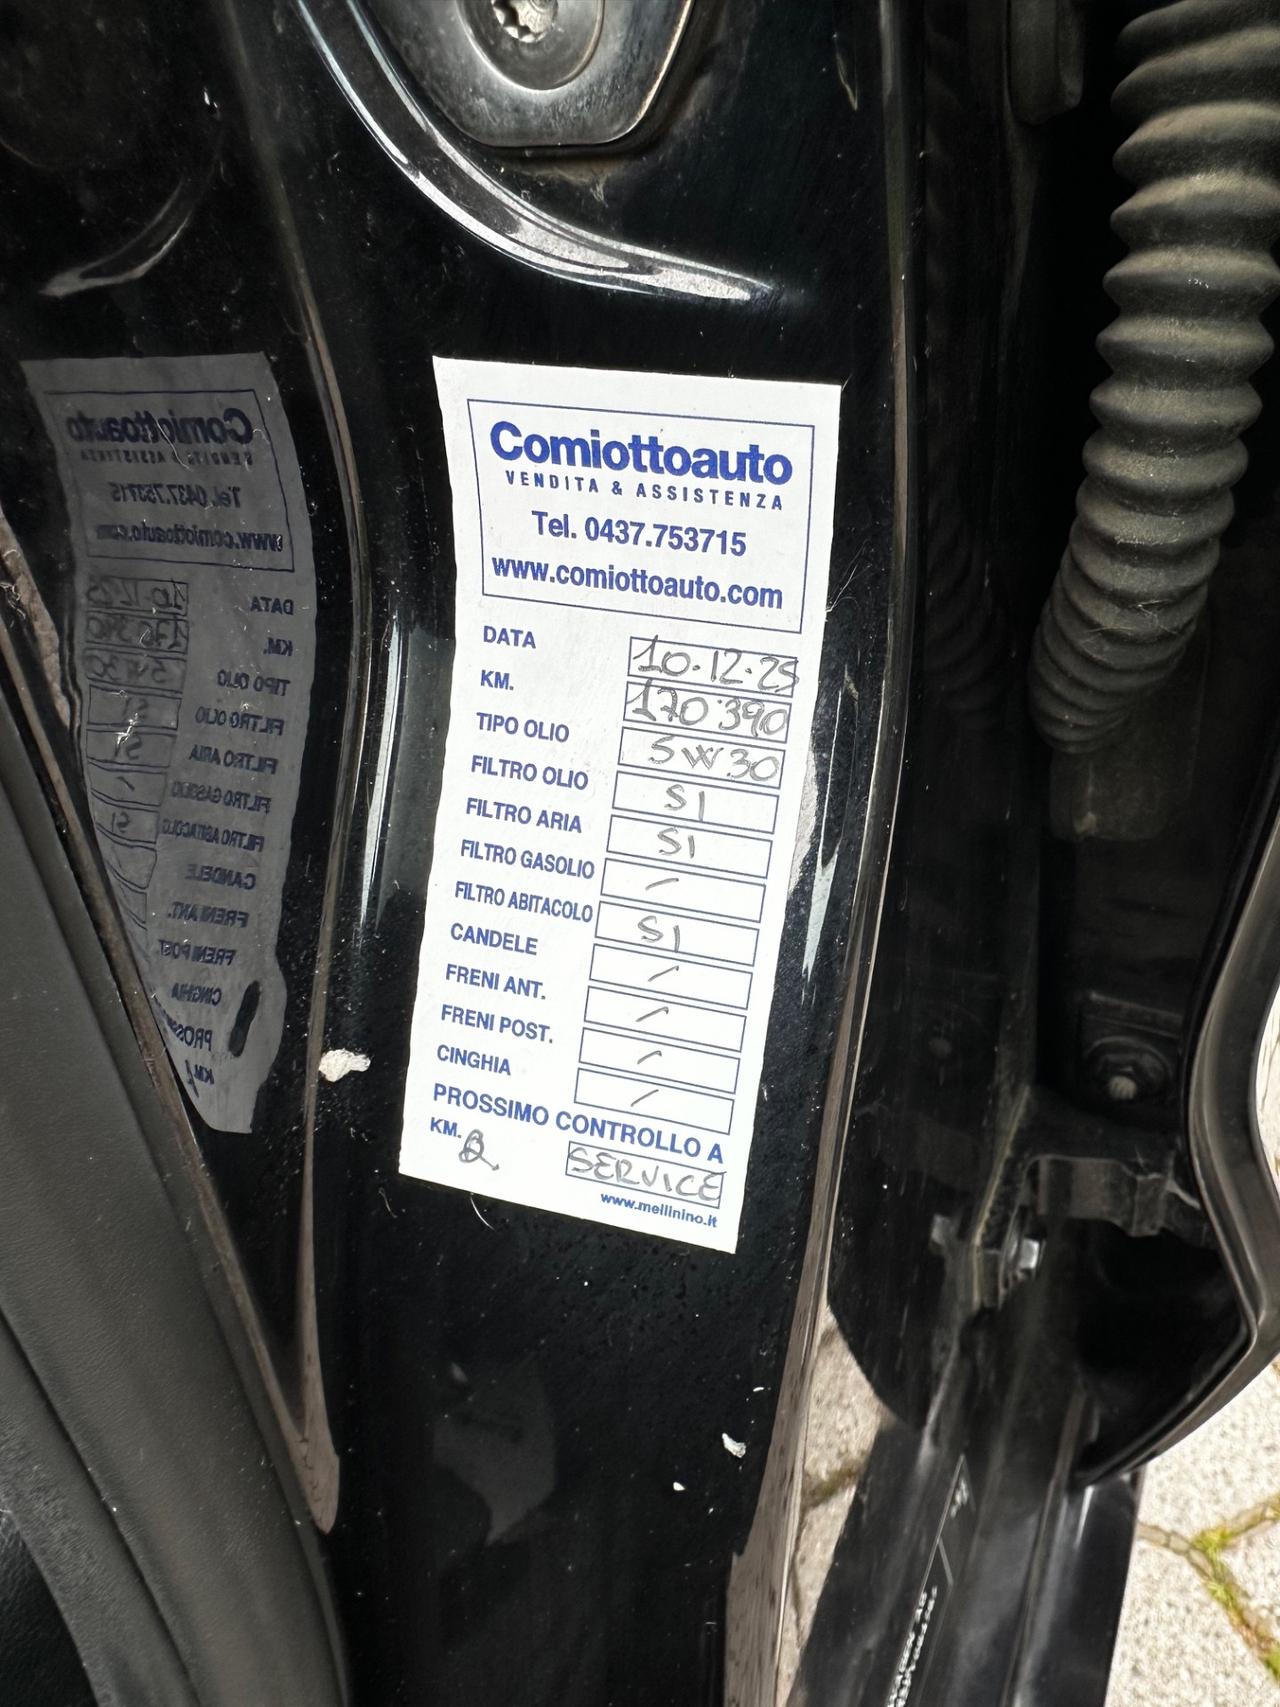 Comiottoauto
VENDITA & ASSISTENZA
Tel. 0437.753715
www.comiottoauto.com
DATA 10.12.25
KM. 170.390
TIPO OLIO 5W30
FILTRO OLIO SI
FILTRO ARIA SI
FILTRO GASOLIO /
FILTRO ABITACOLO SI
CANDELE /
FRENI ANT. /
FRENI POST. /
CINGHIA /
PROSSIMO CONTROLLO A
KM. SERVICE
www.mellinino.it